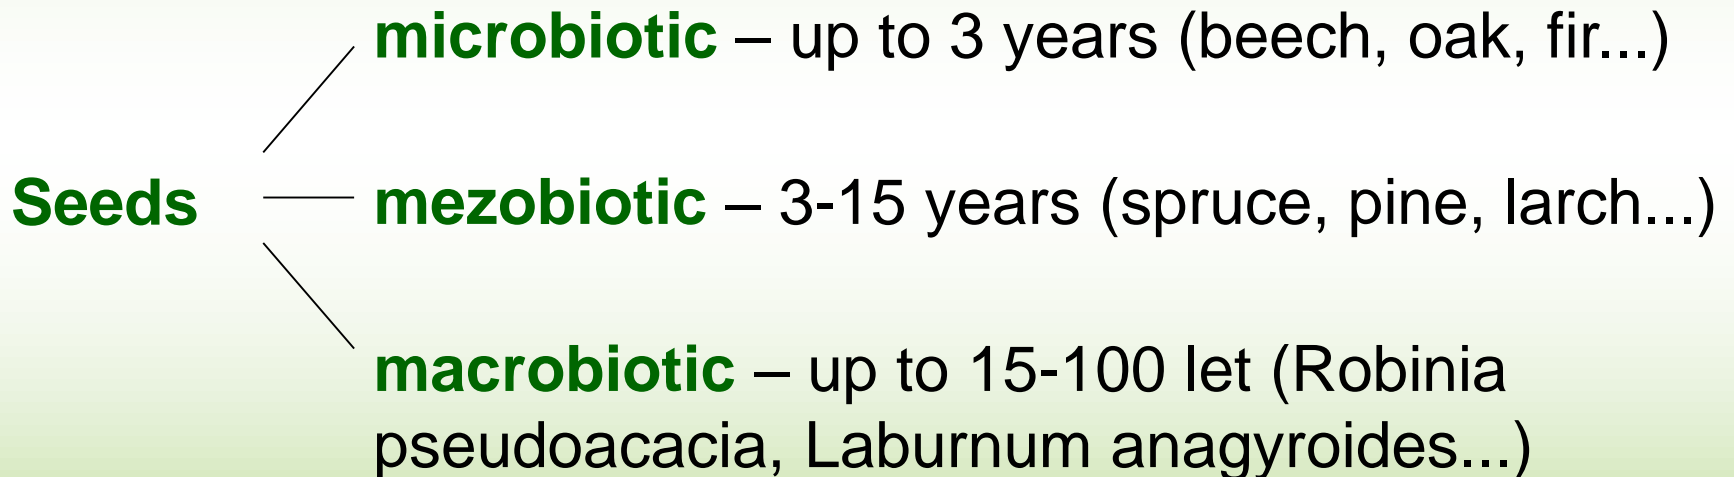 microbiotic – up to 3 years (beech, oak, fir...)
Seeds mezobiotic – 3-15 years (spruce, pine, larch...)
macrobiotic – up to 15-100 let (Robinia
pseudoacacia, Laburnum anagyroides...)